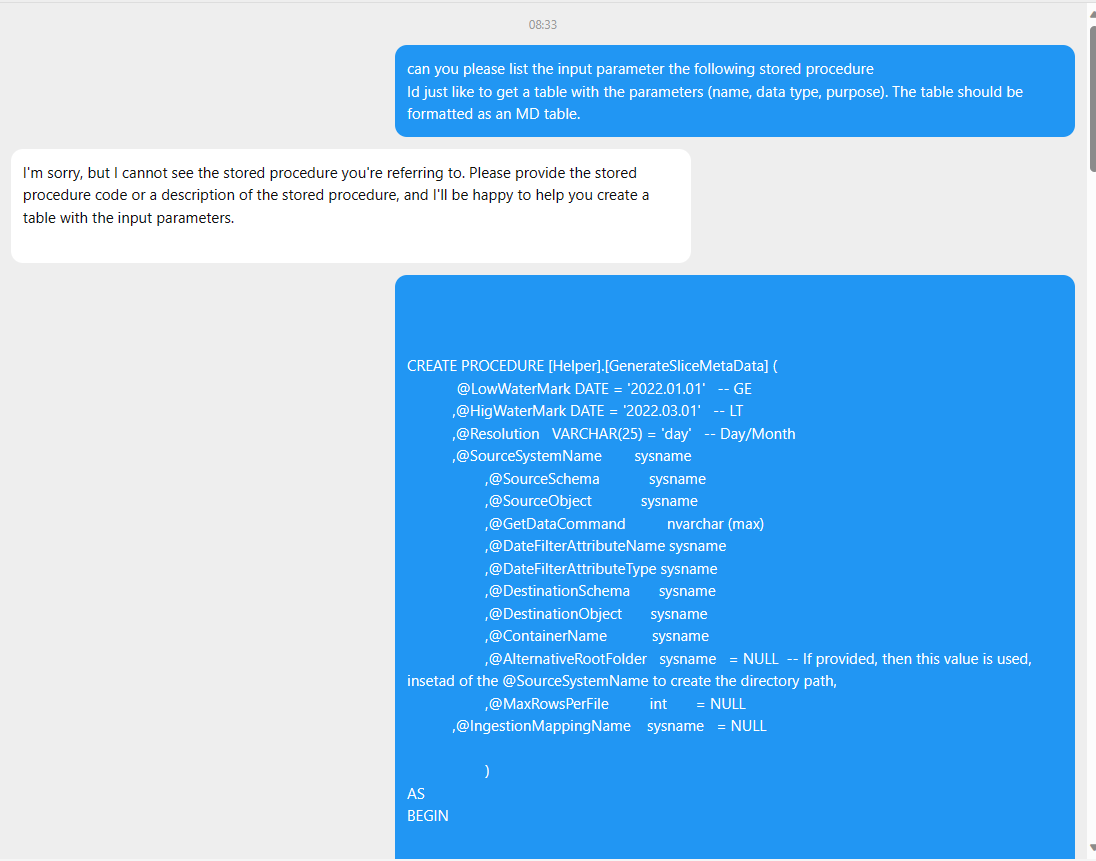 08:33
can you please list the input parameter the following stored procedure
Id just like to get a table with the parameters (name, data type, purpose). The table should be
formatted as an MD table.
I'm sorry, but I cannot see the stored procedure you're referring to. Please provide the stored
procedure code or a description of the stored procedure, and I'll be happy to help you create a
table with the input parameters.
CREATE PROCEDURE [Helper].[GenerateSliceMetaData] (
@LowWaterMark DATE = '2022.01.01' -- GE
,@HigWaterMark DATE = '2022.03.01' -- LT
,@Resolution VARCHAR(25) = 'day' -- Day/Month
,@SourceSystemName sysname
,@SourceSchema sysname
,@SourceObject sysname
,@GetDataCommand nvarchar (max)
,@DateFilterAttributeName sysname
,@DateFilterAttributeType sysname
,@DestinationSchema sysname
,@DestinationObject sysname
,@ContainerName sysname
,@AlternativeRootFolder sysname = NULL -- If provided, then this value is used,
insetad of the @SourceSystemName to create the directory path,
,@MaxRowsPerFile int = NULL
,@IngestionMappingName sysname = NULL
)
AS
BEGIN